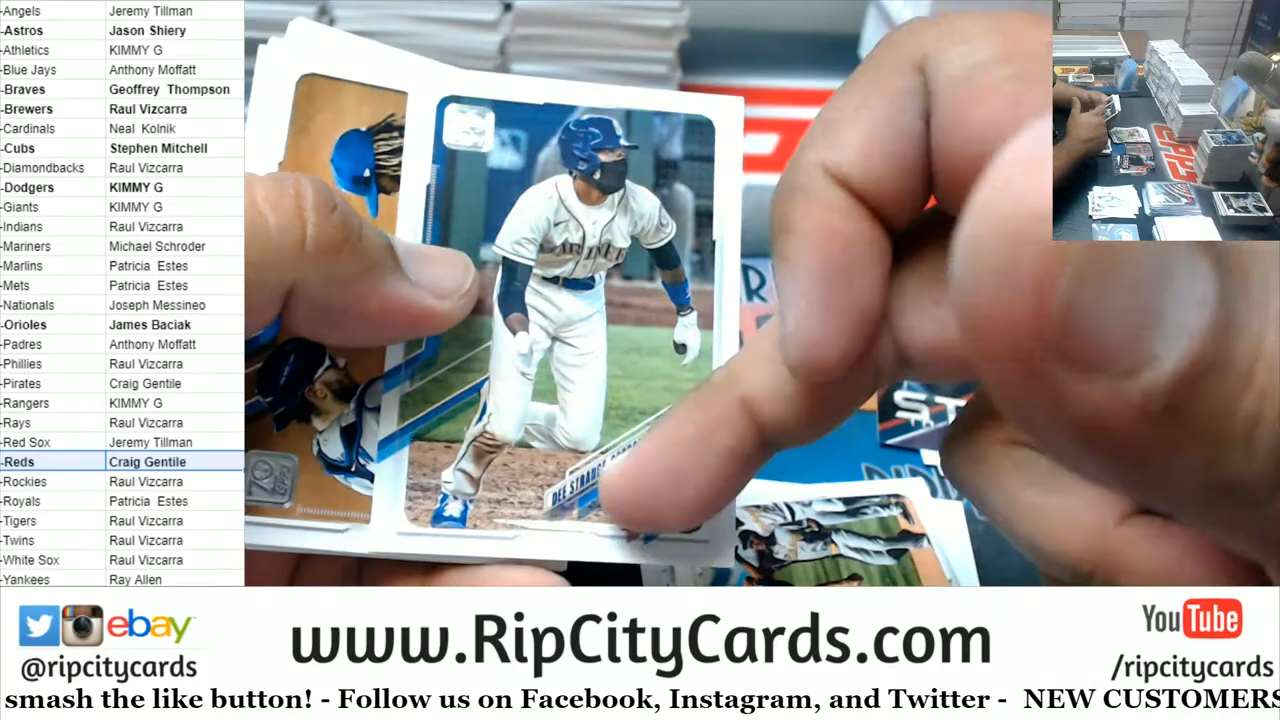 -Angels Jeremy Tillman
-Astros Jason Shiery
-Athletics KIMMY G
-Blue Jays Anthony Moffatt
-Braves Geoffrey Thompson
-Brewers Raul Vizcarra
-Cardinals Neal Kolnik
-Cubs Stephen Mitchell
-Diamondbacks Raul Vizcarra
-Dodgers KIMMY G
-Giants KIMMY G
-Indians Raul Vizcarra
-Mariners Michael Schroder
-Marlins Patricia Estes
-Mets Patricia Estes
-Nationals Joseph Messineo
-Orioles James Baciak
-Padres Anthony Moffatt
-Phillies Raul Vizcarra
-Pirates Craig Gentile
-Rangers KIMMY G
-Rays Raul Vizcarra
-Red Sox Jeremy Tillman
-Reds Craig Gentile
-Rockies Raul Vizcarra
-Royals Patricia Estes
-Tigers Raul Vizcarra
-Twins Raul Vizcarra
-White Sox Raul Vizcarra
-Yankees Ray Allen
DEE STRANGE
ebay
@ripcitycards
www.RipCityCards.com
YouTube
/ripcitycards
smash the like button! - Follow us on Facebook, Instagram, and Twitter - NEW CUSTOMERS